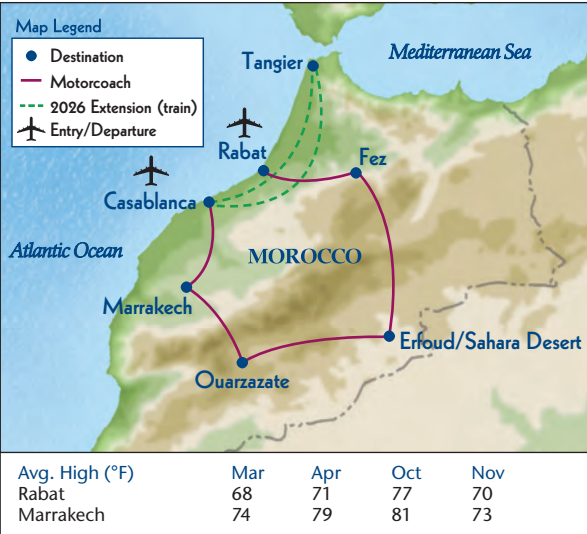 Map Legend
Destination
Motorcoach
2026 Extension (train)
Entry/Departure
Tangier
Mediterranean Sea
Rabat
Fez
Casablanca
Atlantic Ocean
MOROCCO
Marrakech
Erfoud/Sahara Desert
Ouarzazate
Avg. High (°F) Mar Apr Oct Nov
Rabat 68 71 77 70
Marrakech 74 79 81 73